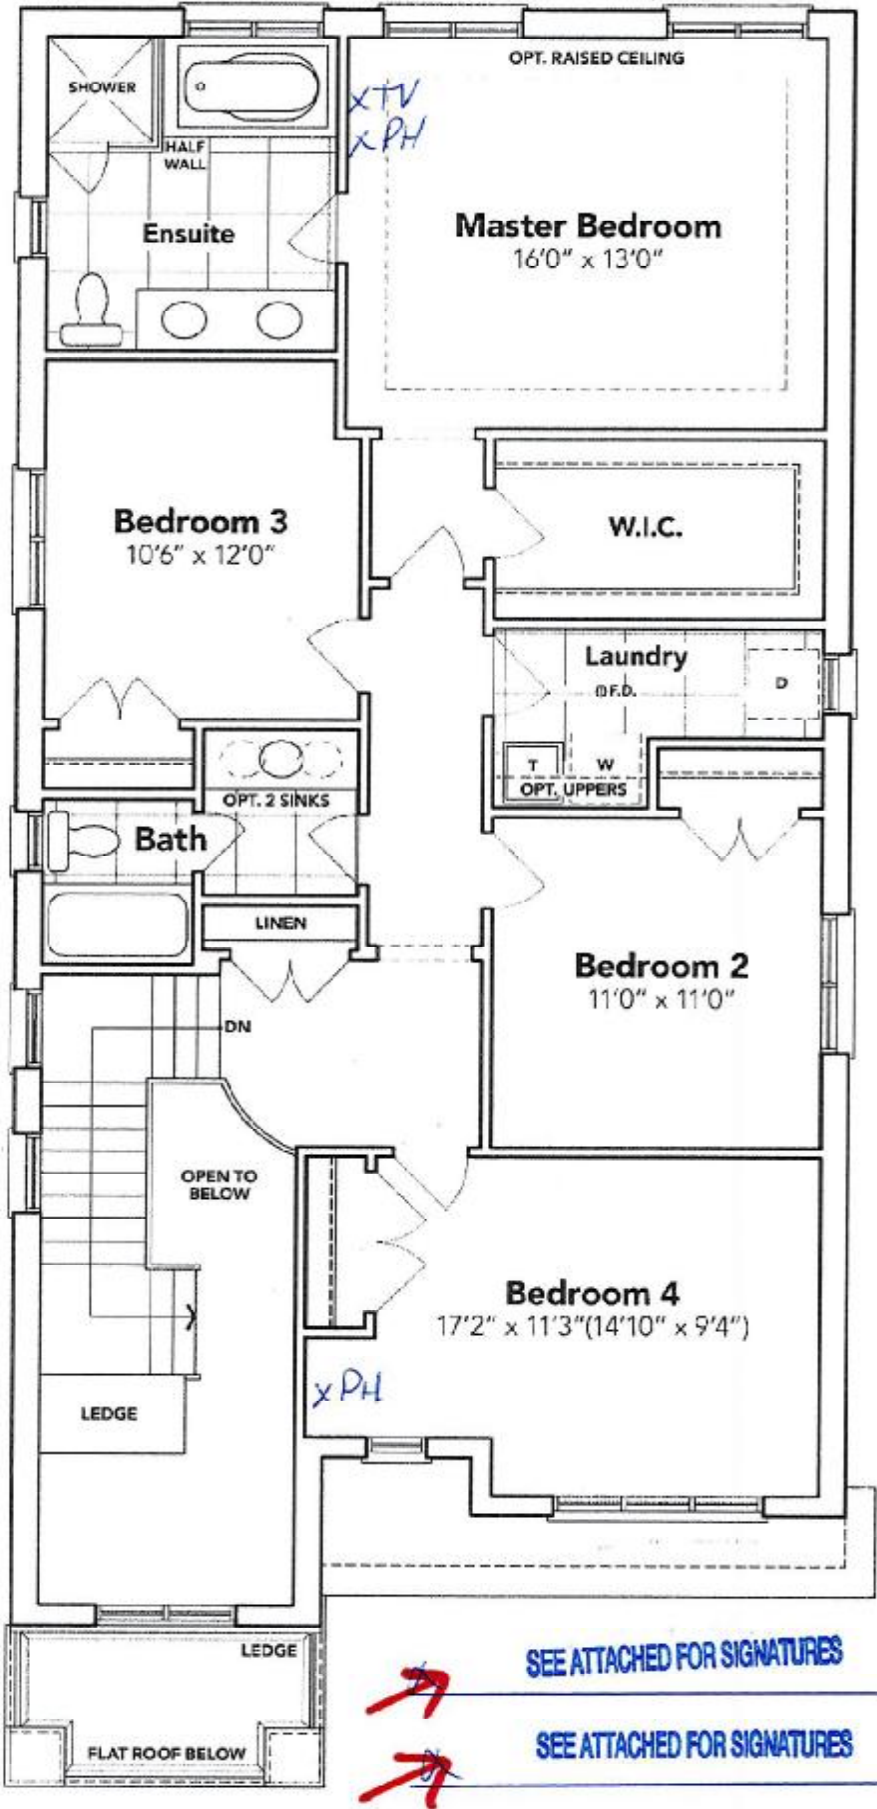 OPT. RAISED CEILING
SHOWER
xTV
xPH
HALF
WALL
Ensuite
Master Bedroom
16'0" x 13'0"
Bedroom 3
10'6" x 12'0"
W.I.C.
Laundry
F.D.
D
T
W
OPT. UPPERS
OPT. 2 SINKS
Bath
LINEN
Bedroom 2
11'0" x 11'0"
DN
OPEN TO
BELOW
Bedroom 4
17'2" x 11'3"(14'10" x 9'4")
xPH
LEDGE
LEDGE
SEE ATTACHED FOR SIGNATURES
SEE ATTACHED FOR SIGNATURES
FLAT ROOF BELOW